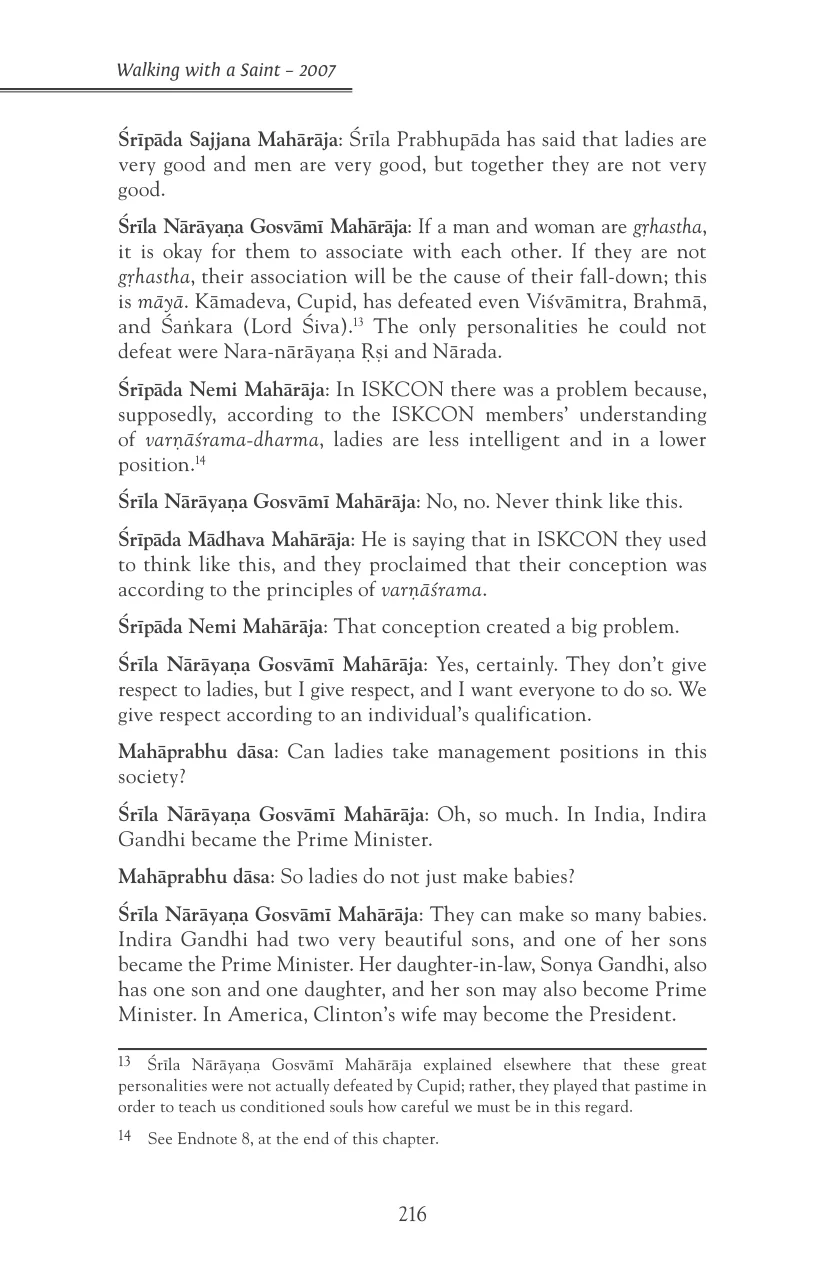 Walking with a Saint – 2007
Śrīpāda Sajjana Mahārāja: Śrīla Prabhupāda has said that ladies are
very good and men are very good, but together they are not very
good.
Śrīla Nārāyaṇa Gosvāmī Mahārāja: If a man and woman are gṛhastha,
it is okay for them to associate with each other. If they are not
gṛhastha, their association will be the cause of their fall-down; this
is māyā. Kāmadeva, Cupid, has defeated even Viśvāmitra, Brahmā,
and Śaṅkara (Lord Śiva).13 The only personalities he could not
defeat were Nara-nārāyaṇa Ṛṣi and Nārada.
Śrīpāda Nemi Mahārāja: In ISKCON there was a problem because,
supposedly, according to the ISKCON members’ understanding
of varṇāśrama-dharma, ladies are less intelligent and in a lower
position.14
Śrīla Nārāyaṇa Gosvāmī Mahārāja: No, no. Never think like this.
Śrīpāda Mādhava Mahārāja: He is saying that in ISKCON they used
to think like this, and they proclaimed that their conception was
according to the principles of varṇāśrama.
Śrīpāda Nemi Mahārāja: That conception created a big problem.
Śrīla Nārāyaṇa Gosvāmī Mahārāja: Yes, certainly. They don’t give
respect to ladies, but I give respect, and I want everyone to do so. We
give respect according to an individual’s qualification.
Mahāprabhu dāsa: Can ladies take management positions in this
society?
Śrīla Nārāyaṇa Gosvāmī Mahārāja: Oh, so much. In India, Indira
Gandhi became the Prime Minister.
Mahāprabhu dāsa: So ladies do not just make babies?
Śrīla Nārāyaṇa Gosvāmī Mahārāja: They can make so many babies.
Indira Gandhi had two very beautiful sons, and one of her sons
became the Prime Minister. Her daughter-in-law, Sonya Gandhi, also
has one son and one daughter, and her son may also become Prime
Minister. In America, Clinton’s wife may become the President.
13 Śrīla Nārāyaṇa Gosvāmī Mahārāja explained elsewhere that these great
personalities were not actually defeated by Cupid; rather, they played that pastime in
order to teach us conditioned souls how careful we must be in this regard.
14 See Endnote 8, at the end of this chapter.
216